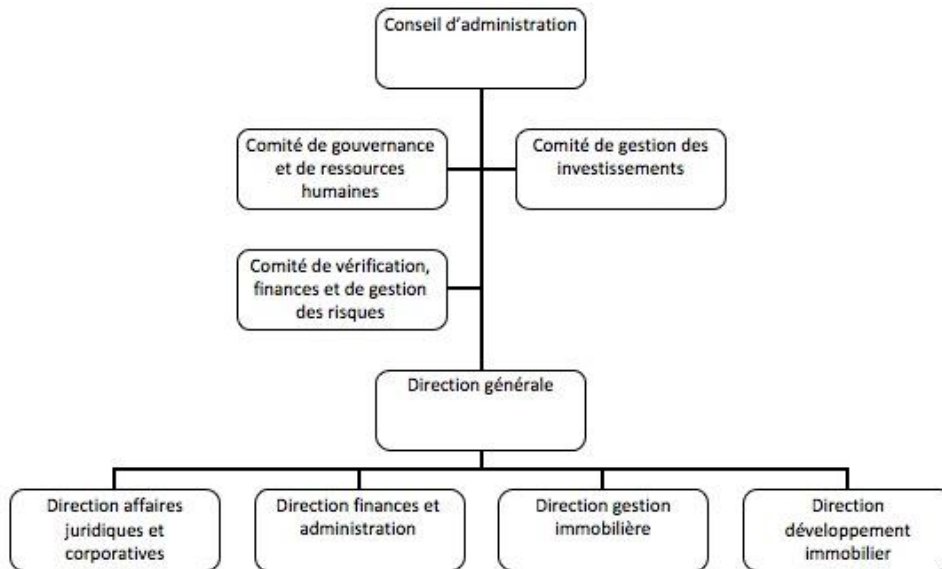 Conseil d'administration
Comité de gouvernance
et de ressources
humaines
Comité de gestion des
investissements
Comité de vérification,
finances et de gestion
des risques
Direction générale
Direction affaires
juridiques et
corporatives
Direction finances et
administration
Direction gestion
immobilière
Direction
développement
immobilier